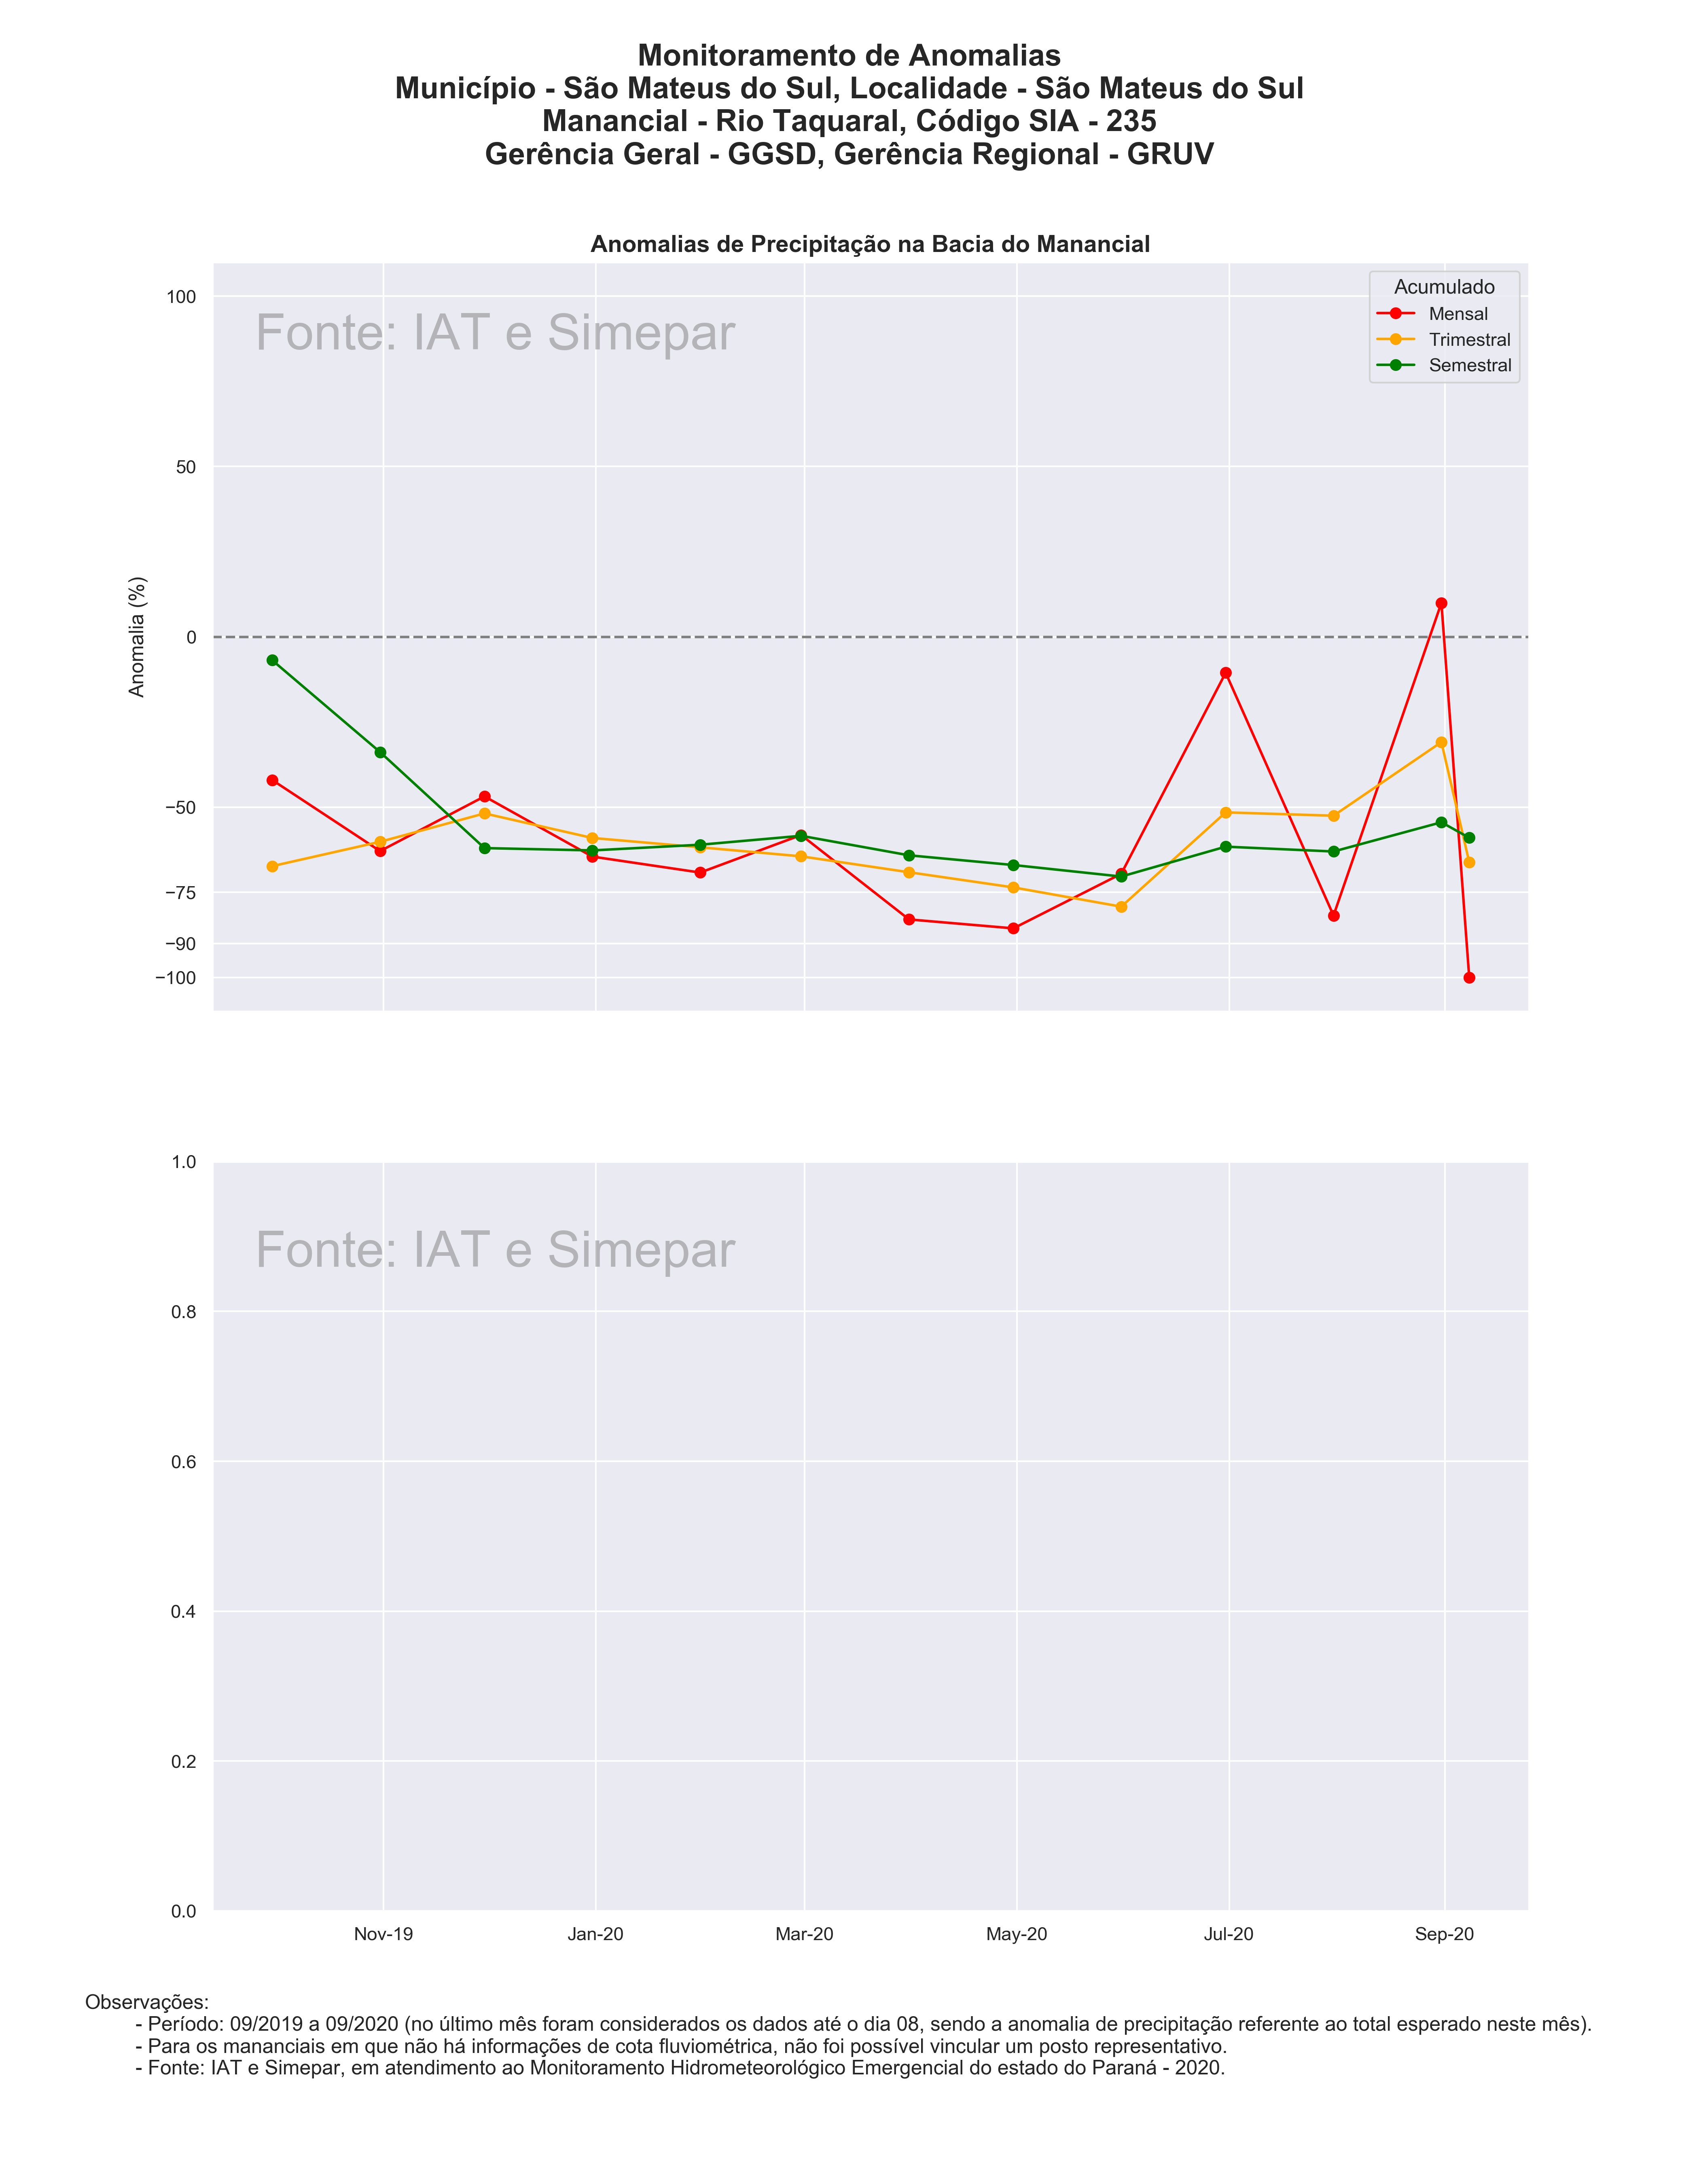 Monitoramento de Anomalias
Município - São Mateus do Sul, Localidade - São Mateus do Sul
Manancial - Rio Taquaral, Código SIA - 235
Gerência Geral - GGSD, Gerência Regional - GRUV
Anomalias de Precipitação na Bacia do Manancial
Fonte: IAT e Simepar
Acumulado
Mensal
Trimestral
Semestral
Anomalia (%)
100
50
0
−50
−75
−90
−100
Fonte: IAT e Simepar
1.0
0.8
0.6
0.4
0.2
0.0
Nov-19 Jan-20 Mar-20 May-20 Jul-20 Sep-20
Observações:
- Período: 09/2019 a 09/2020 (no último mês foram considerados os dados até o dia 08, sendo a anomalia de precipitação referente ao total esperado neste mês).
- Para os mananciais em que não há informações de cota fluviométrica, não foi possível vincular um posto representativo.
- Fonte: IAT e Simepar, em atendimento ao Monitoramento Hidrometeorológico Emergencial do estado do Paraná - 2020.